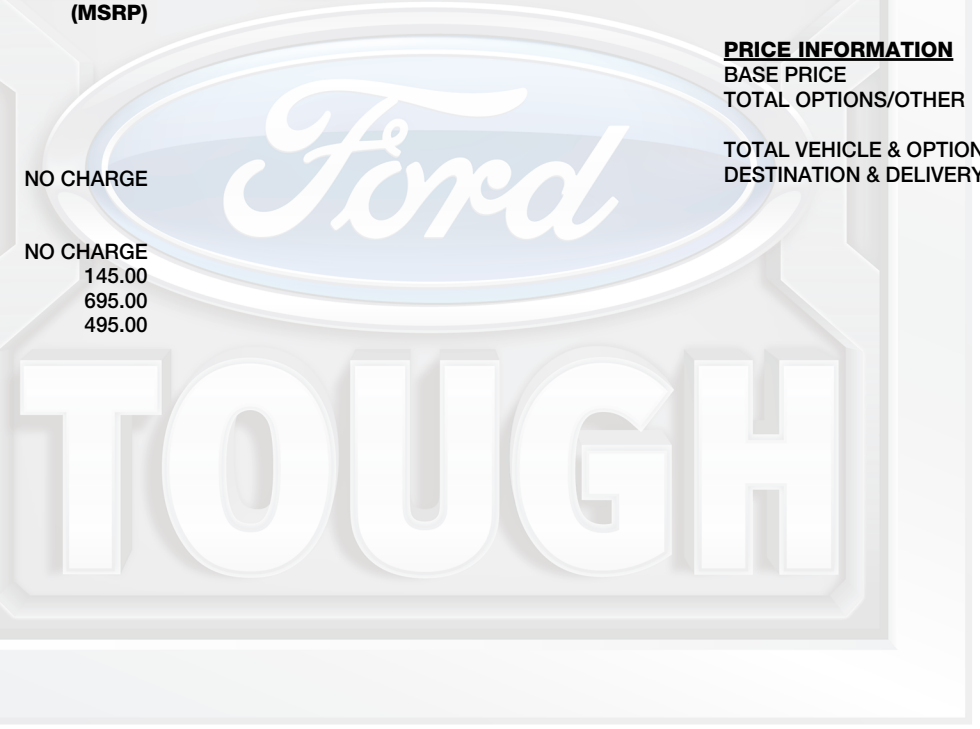 (MSRP)
NO CHARGE
NO CHARGE
145.00
695.00
495.00
PRICE INFORMATION
BASE PRICE
TOTAL OPTIONS/OTHER
TOTAL VEHICLE & OPTION
DESTINATION & DELIVERY
Ford
TOUGH